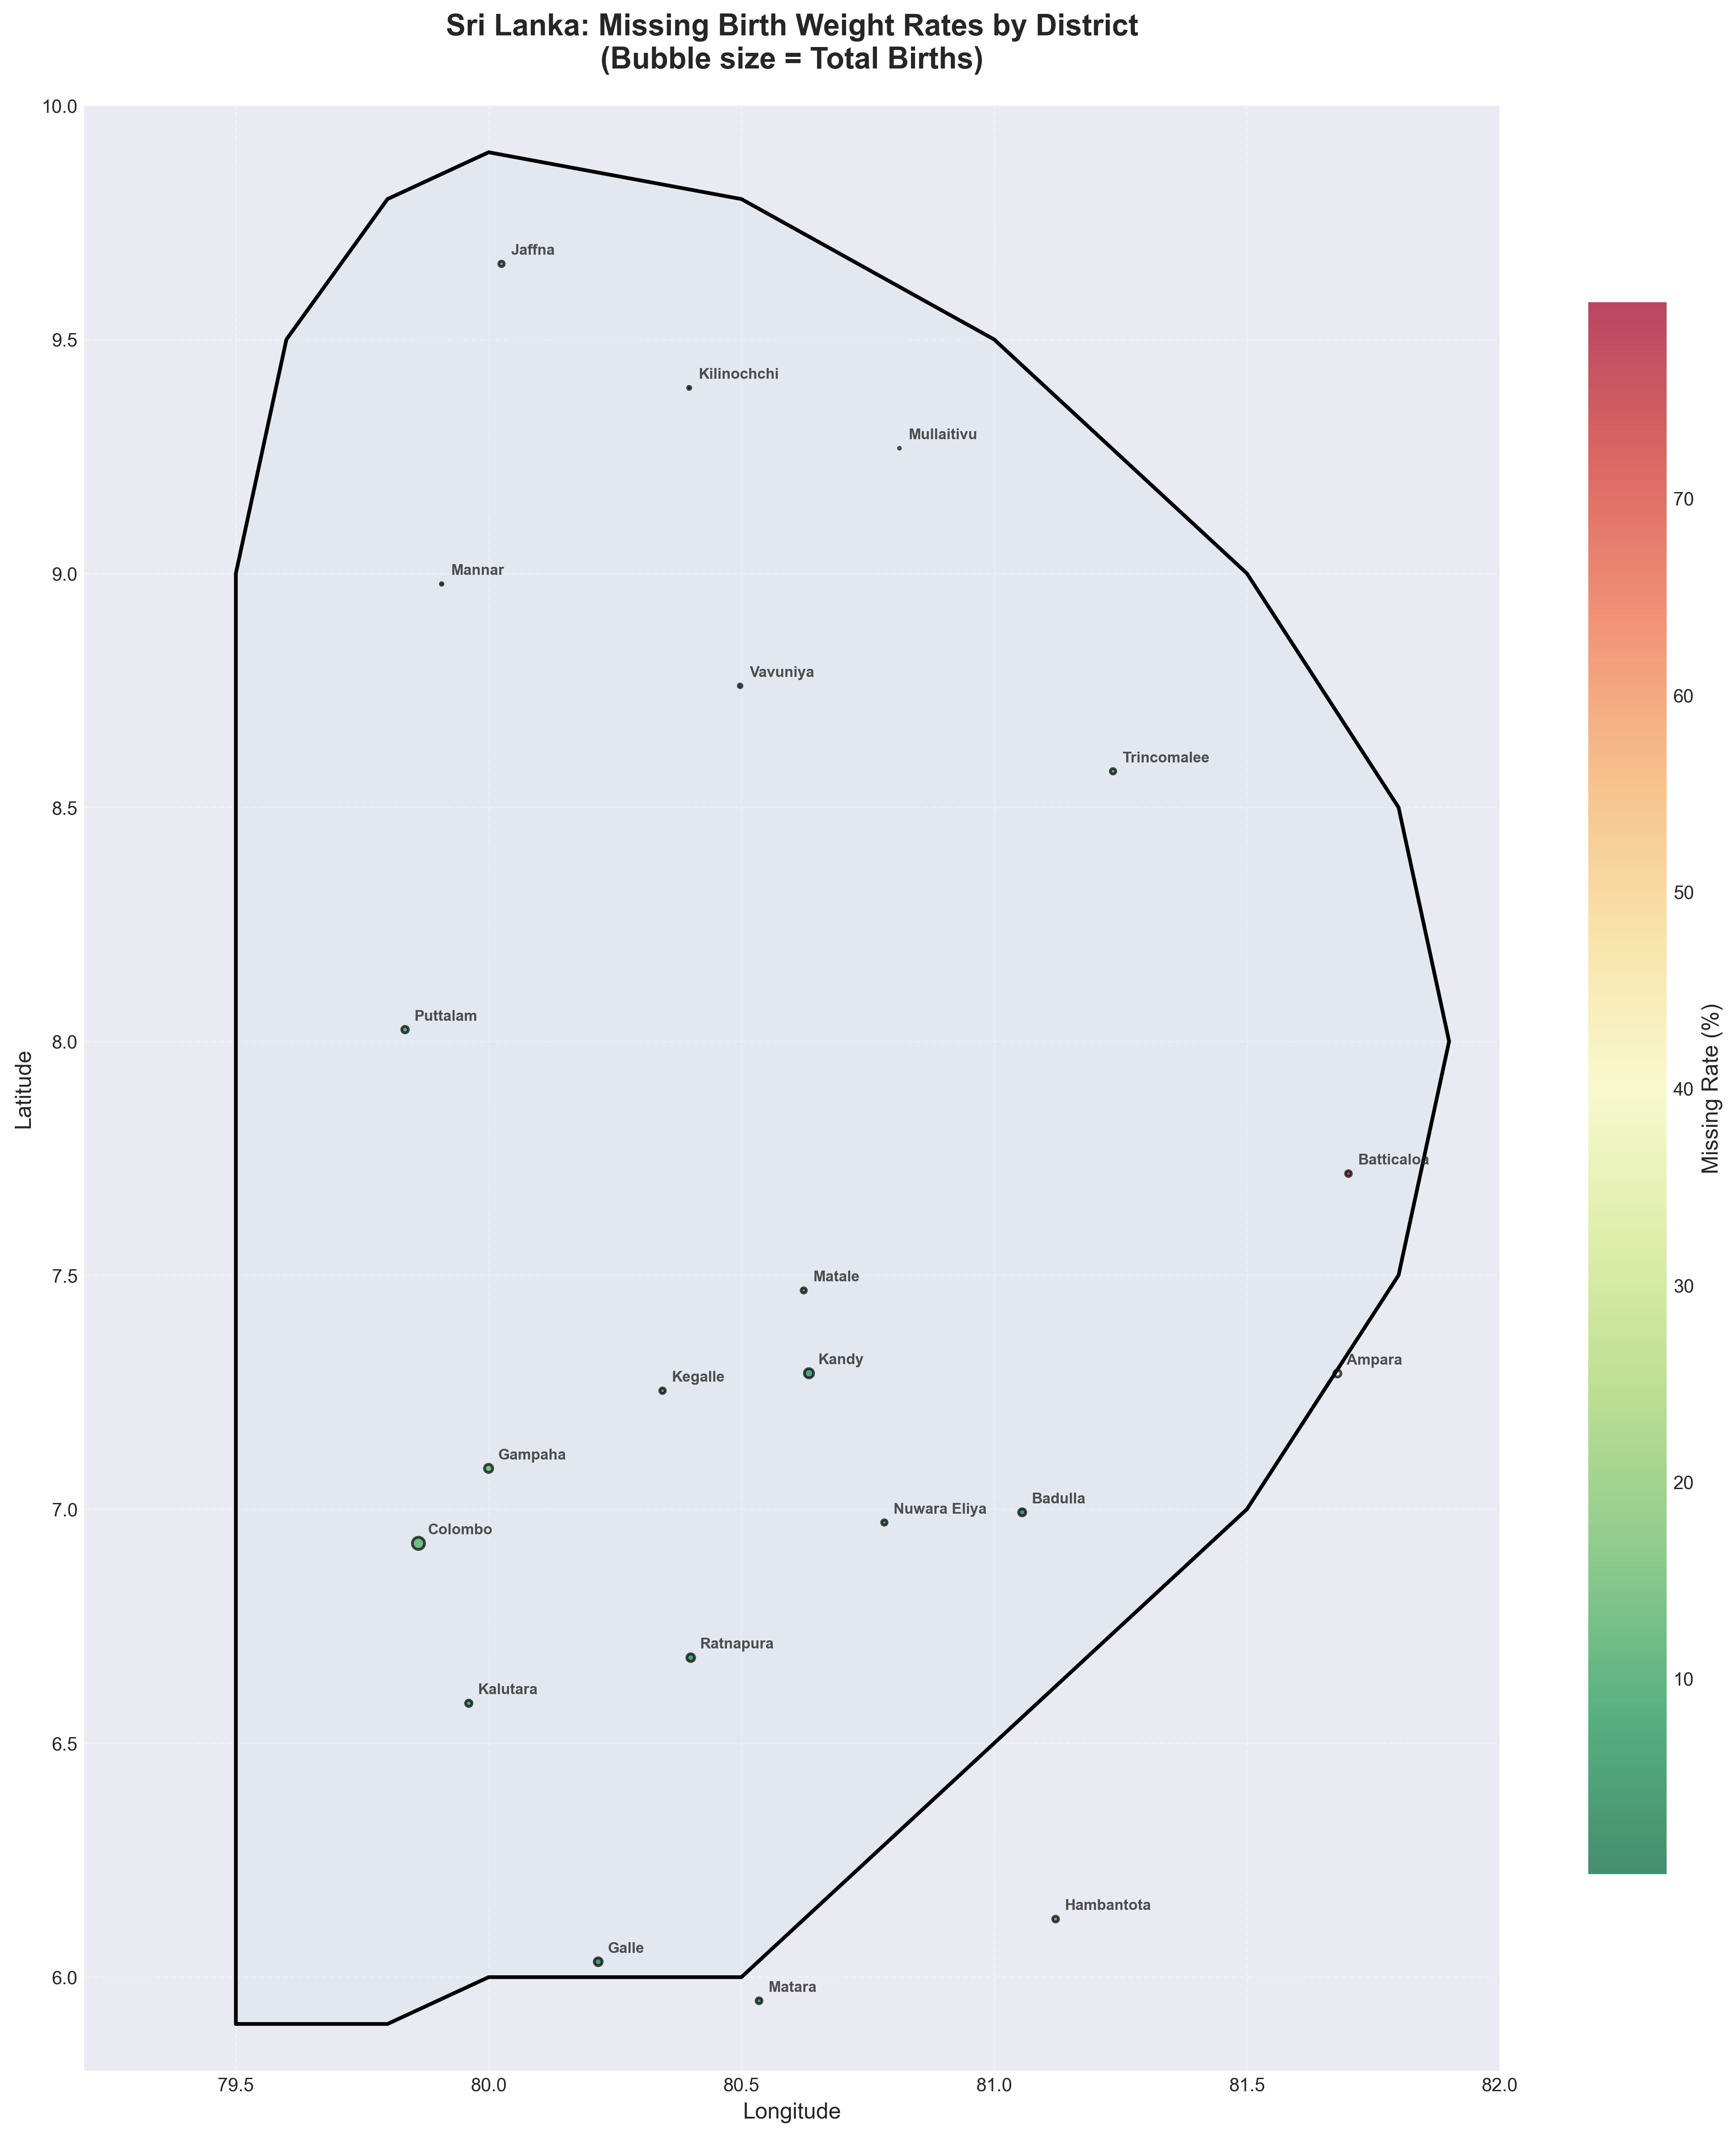 Sri Lanka: Missing Birth Weight Rates by District
(Bubble size = Total Births)
10.0
9.5
9.0
8.5
8.0
7.5
7.0
6.5
6.0
Latitude
Jaffna
Kilinochchi
Mullaitivu
Mannar
Vavuniya
Trincomalee
Puttalam
Batticaloa
Matale
Kandy
Ampara
Kegalle
Gampaha
Badulla
Nuwara Eliya
Colombo
Ratnapura
Kalutara
Hambantota
Galle
Matara
79.5
80.0
80.5
81.0
81.5
82.0
Longitude
70
60
50
40
30
20
10
Missing Rate (%)